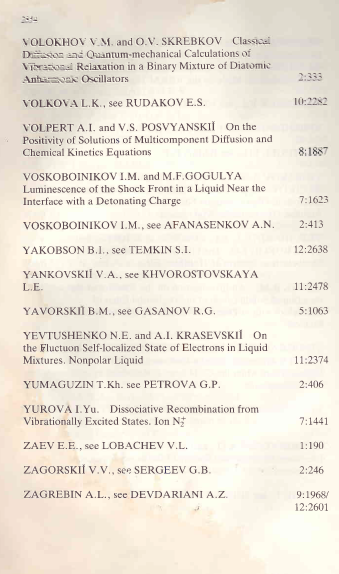 2854
VOLOKHOV V.M. and O.V. SKREBKOV Classical
Diffusion and Quantum-mechanical Calculations of
Vibrational Relaxation in a Binary Mixture of Diatomic
Anharmonic Oscillators 2:333
VOLKOVA L.K., see RUDAKOV E.S. 10:2282
VOLPERT A.I. and V.S. POSVYANSKIĬ On the
Positivity of Solutions of Multicomponent Diffusion and
Chemical Kinetics Equations 8:1887
VOSKOBOINIKOV I.M. and M.F.GOGULYA
Luminescence of the Shock Front in a Liquid Near the
Interface with a Detonating Charge 7:1623
VOSKOBOINIKOV I.M., see AFANASENKOV A.N. 2:413
YAKOBSON B.I., see TEMKIN S.I. 12:2638
YANKOVSKIĬ V.A., see KHVOROSTOVSKAYA
L.E. 11:2478
YAVORSKIĬ B.M., see GASANOV R.G. 5:1063
YEVTUSHENKO N.E. and A.I. KRASEVSKIĬ On
the Fluctuon Self-localized State of Electrons in Liquid
Mixtures. Nonpolar Liquid 11:2374
YUMAGUZIN T.Kh. see PETROVA G.P. 2:406
YUROVA I.Yu. Dissociative Recombination from
Vibrationally Excited States. Ion N₂⁺ 7:1441
ZAEV E.E., see LOBACHEV V.L. 1:190
ZAGORSKIĬ V.V., see SERGEEV G.B. 2:246
ZAGREBIN A.L., see DEVDARIANI A.Z. 9:1968/
12:2601